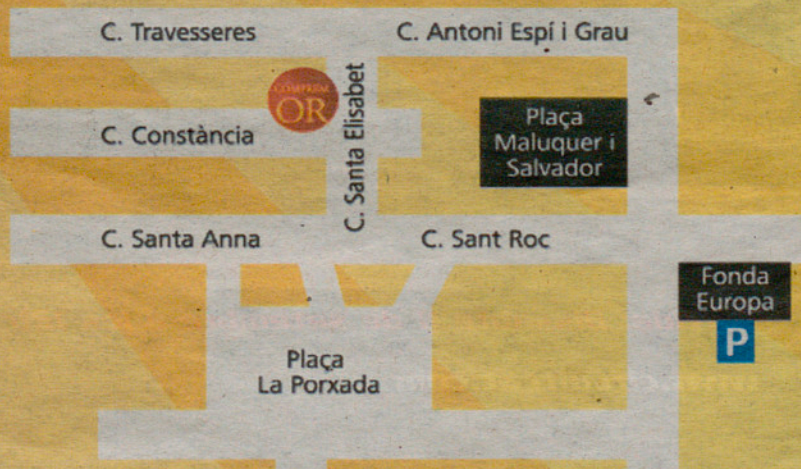 C. Travesseres
C. Antoni Espí i Grau
COMPREM
OR
C. Santa Elisabet
C. Constància
Plaça
Maluquer i
Salvador
C. Santa Anna
C. Sant Roc
Fonda
Europa
P
Plaça
La Porxada